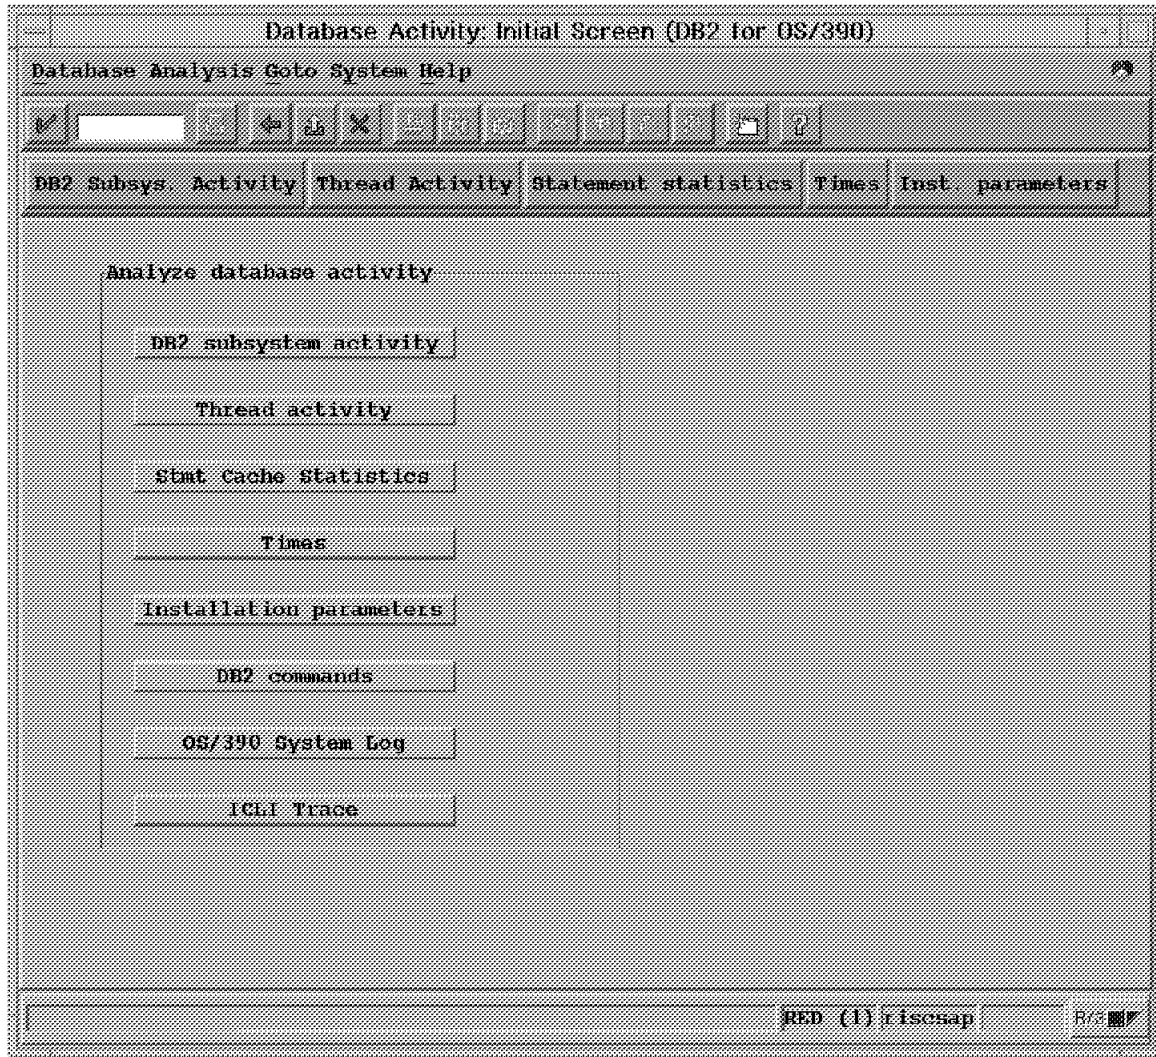 Database Activity: Initial Screen (DB2 for OS/390)
Database Analysis Goto System Help
DB2 Subsys. Activity Thread Activity Statement statistics Times Inst. parameters
Analyze database activity
DB2 subsystem activity
Thread activity
Stmt Cache Statistics
Times
Installation parameters
DB2 commands
OS/390 System Log
ICLI Trace
RED (1) riscsap R/3